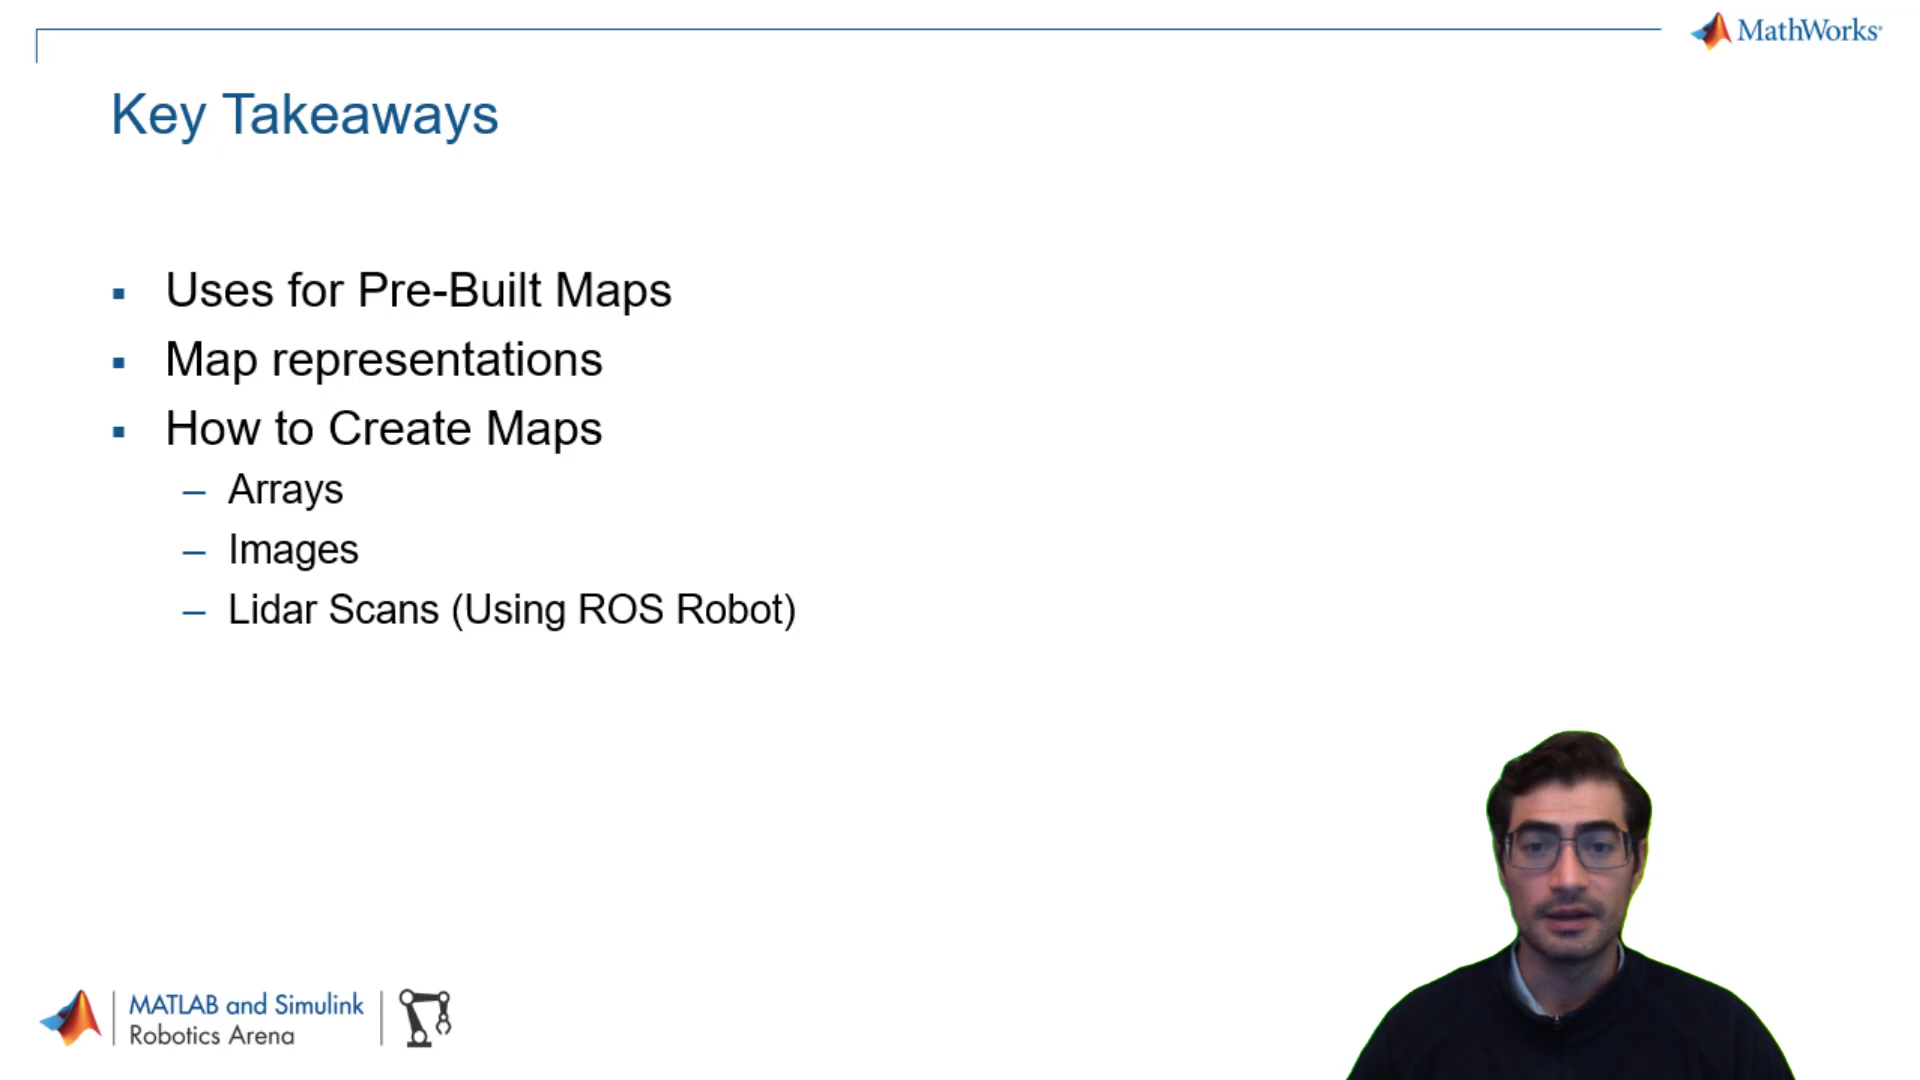 MathWorks®
Key Takeaways
▪ Uses for Pre-Built Maps
▪ Map representations
▪ How to Create Maps
– Arrays
– Images
– Lidar Scans (Using ROS Robot)
MATLAB and Simulink
Robotics Arena